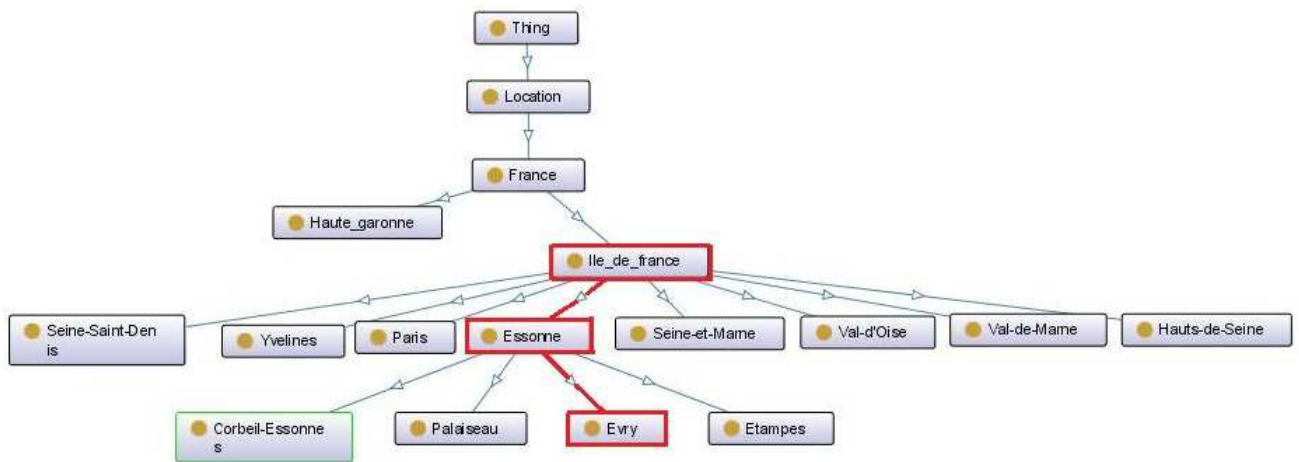 Thing
Location
France
Haute_garonne
Ile_de_france
Seine-Saint-Den
is
Yvelines
Paris
Essonne
Seine-et-Marne
Val-d'Oise
Val-de-Marne
Hauts-de-Seine
Corbeil-Essonne
s
Palaiseau
Evry
Etampes